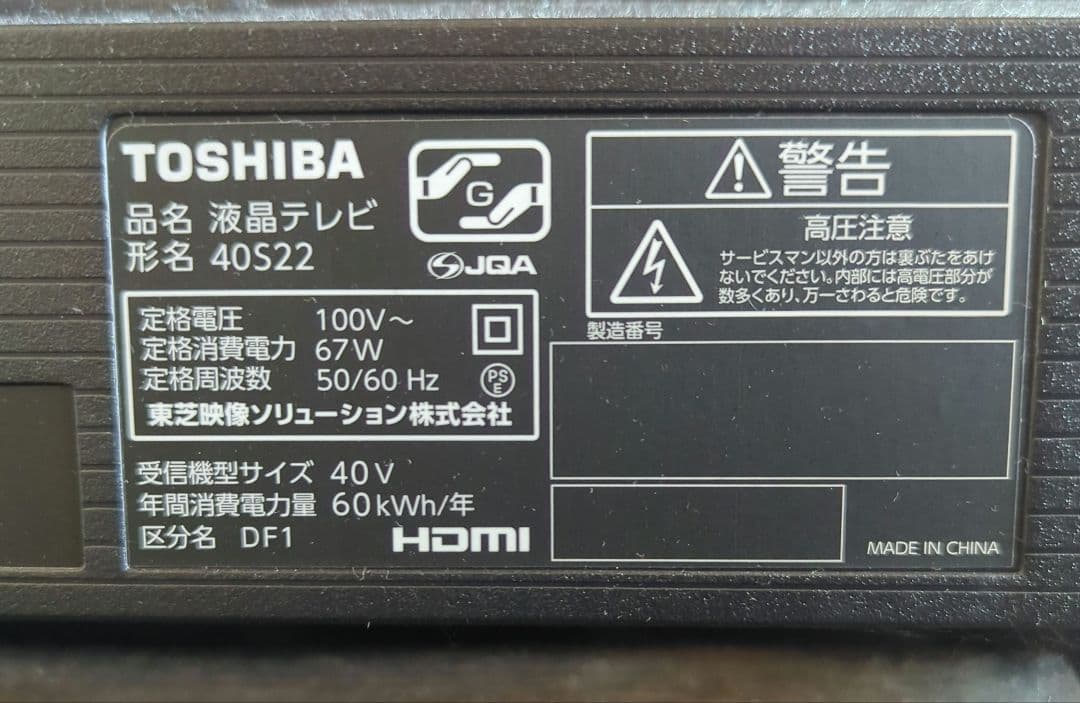 TOSHIBA
品名 液晶テレビ
形名 40S22
G
JQA
定格電圧 100V～
定格消費電力 67W
定格周波数 50/60 Hz
PS
E
東芝映像ソリューション株式会社
受信機型サイズ 40V
年間消費電力量 60kWh/年
区分名 DF1
HDMI
警告
高圧注意
サービスマン以外の方は裏ぶたをあけ
ないでください。内部には高電圧部分が
数多くあり、万一さわると危険です。
製造番号
MADE IN CHINA